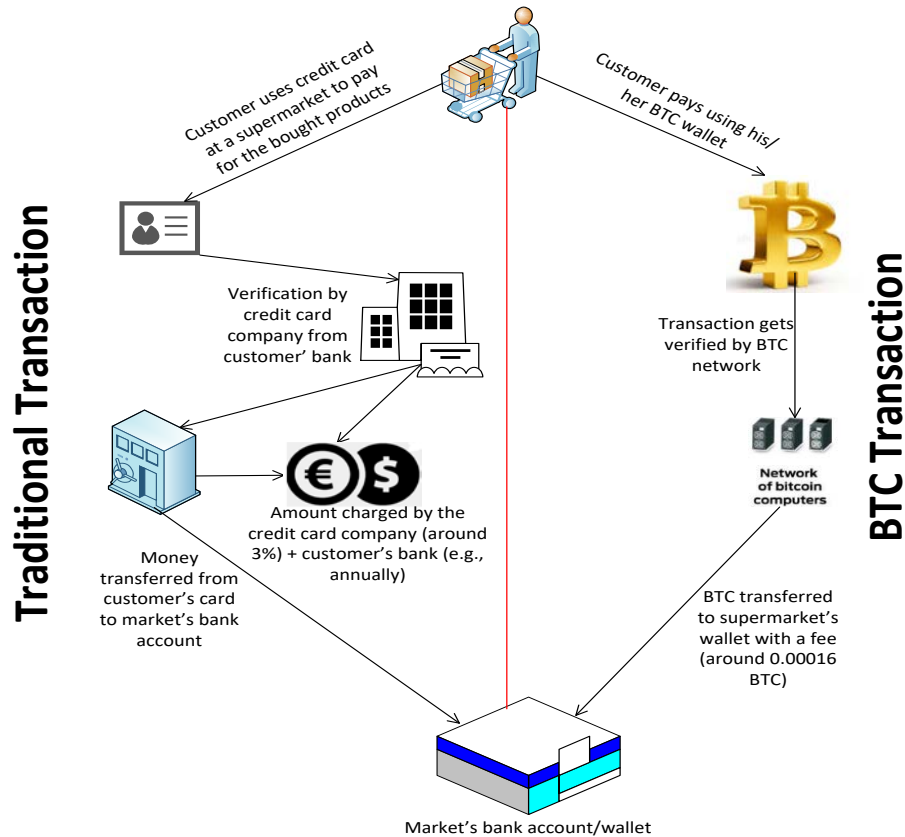 Customer uses credit card
at a supermarket to pay
for the bought products
Customer pays using his/
her BTC wallet
Traditional Transaction
BTC Transaction
Verification by
credit card
company from
customer' bank
Transaction gets
verified by BTC
network
Network
of bitcoin
computers
Amount charged by the
credit card company (around
3%) + customer's bank (e.g.,
annually)
Money
transferred from
customer's card
to market's bank
account
BTC transferred
to supermarket's
wallet with a fee
(around 0.00016
BTC)
Market's bank account/wallet